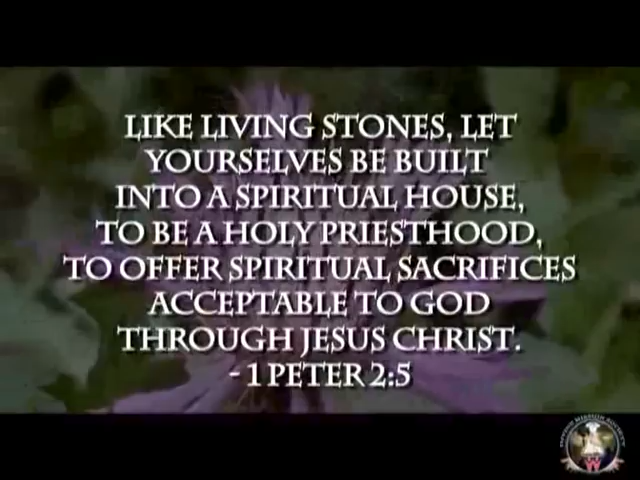 LIKE LIVING STONES, LET
YOURSELVES BE BUILT
INTO A SPIRITUAL HOUSE,
TO BE A HOLY PRIESTHOOD,
TO OFFER SPIRITUAL SACRIFICES
ACCEPTABLE TO GOD
THROUGH JESUS CHRIST.
- 1 PETER 2:5